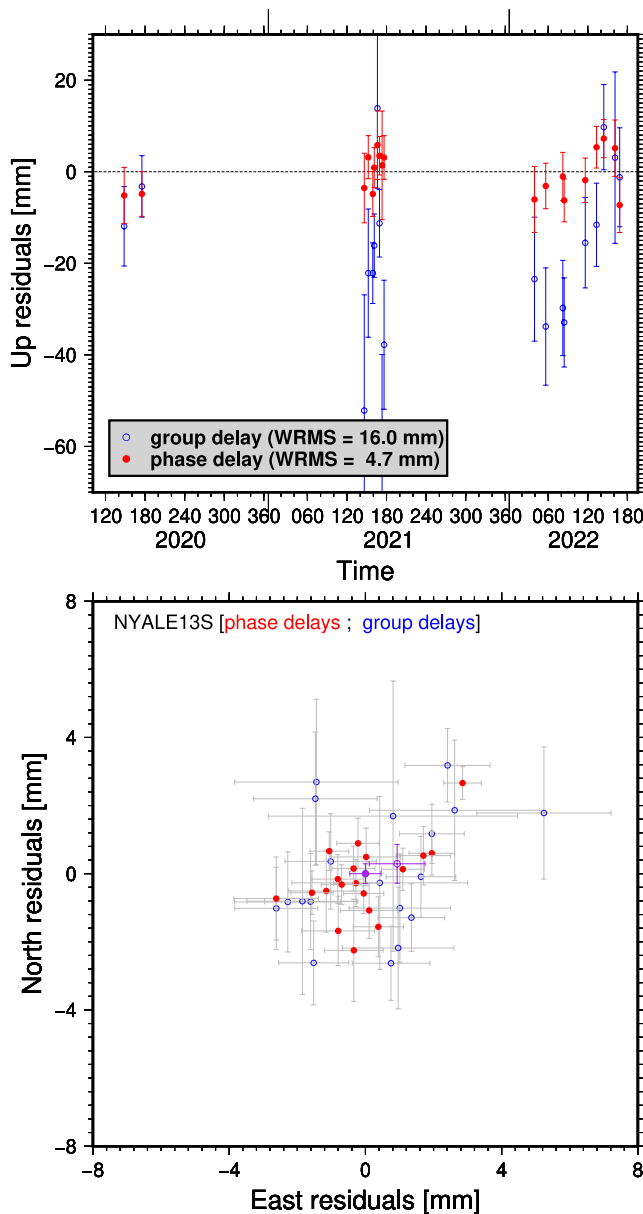 20
0
−20
−40
−60
Up residuals [mm]
group delay (WRMS = 16.0 mm)
phase delay (WRMS =  4.7 mm)
120 180 240 300 360 060 120 180 240 300 360 060 120 180
2020 2021 2022
Time
NYALE13S [phase delays ; group delays]
8
4
0
−4
−8
North residuals [mm]
−8 −4 0 4 8
East residuals [mm]